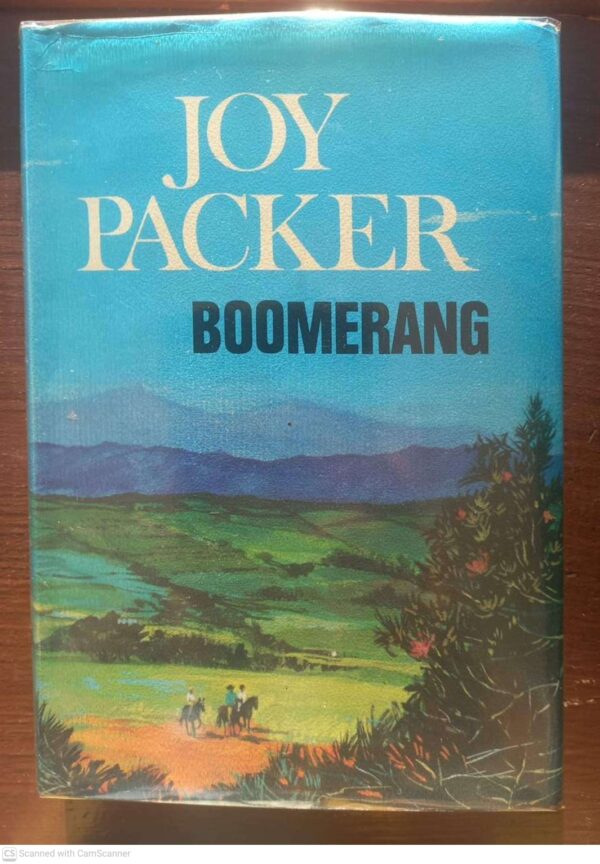 JOY
PACKER
BOOMERANG
CS Scanned with CamScanner